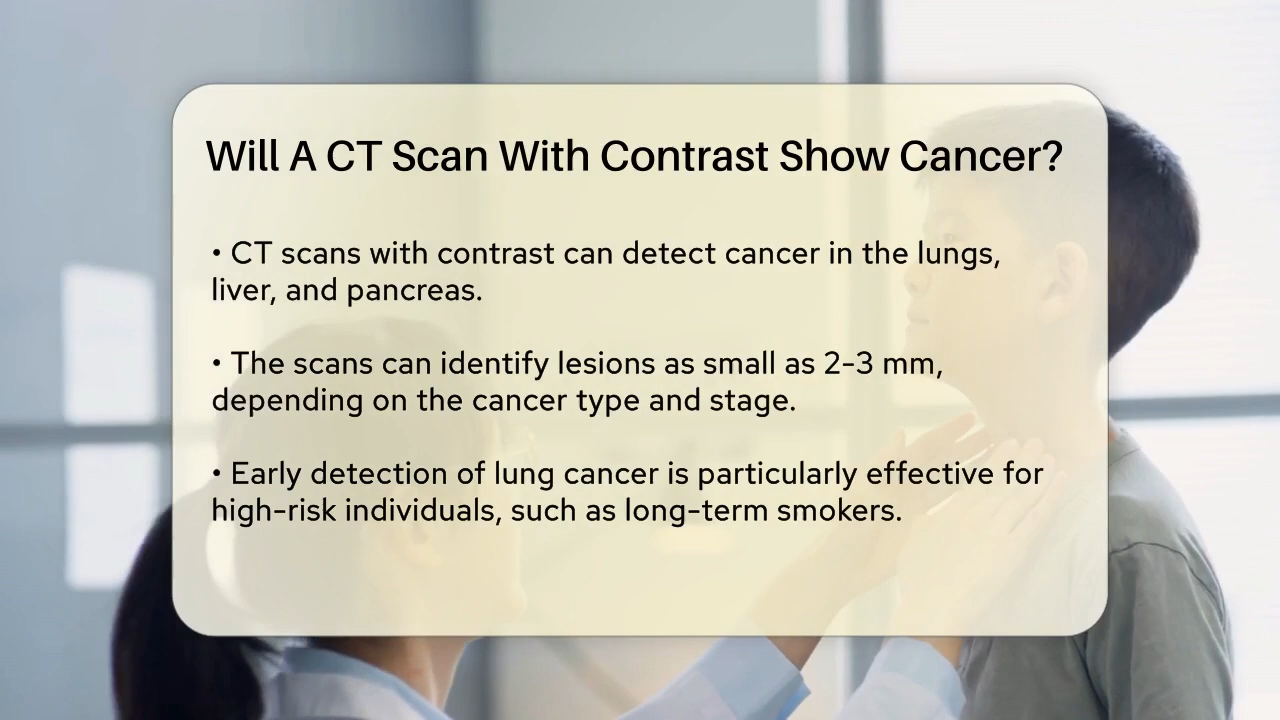 Will A CT Scan With Contrast Show Cancer?
• CT scans with contrast can detect cancer in the lungs,
liver, and pancreas.
• The scans can identify lesions as small as 2-3 mm,
depending on the cancer type and stage.
• Early detection of lung cancer is particularly effective for
high-risk individuals, such as long-term smokers.